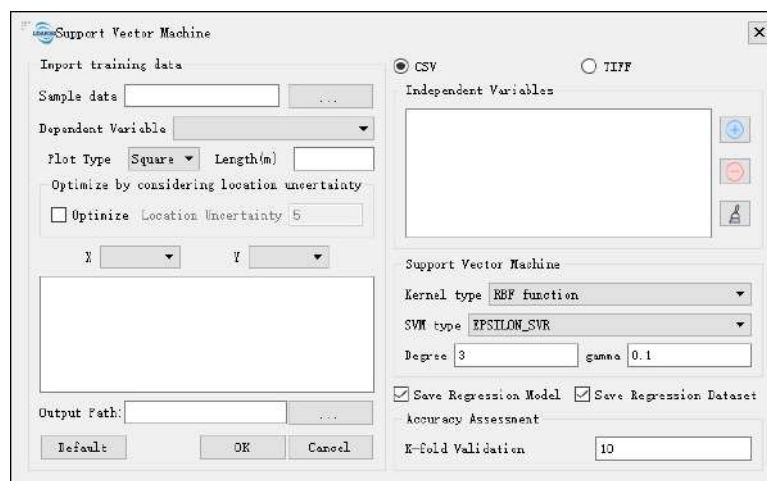 Support Vector Machine
Import training data
Sample data ...
Dependent Variable
Plot Type Square Length(m)
Optimize by considering location uncertainty
Optimize Location Uncertainty 5
X Y
Output Path: ...
Default OK Cancel
CSV TIFF
Independent Variables
Support Vector Machine
Kernel type RBF function
SVM type EPSILON_SVR
Degree 3 gamma 0.1
Save Regression Model Save Regression Dataset
Accuracy Assessment
K-fold Validation 10